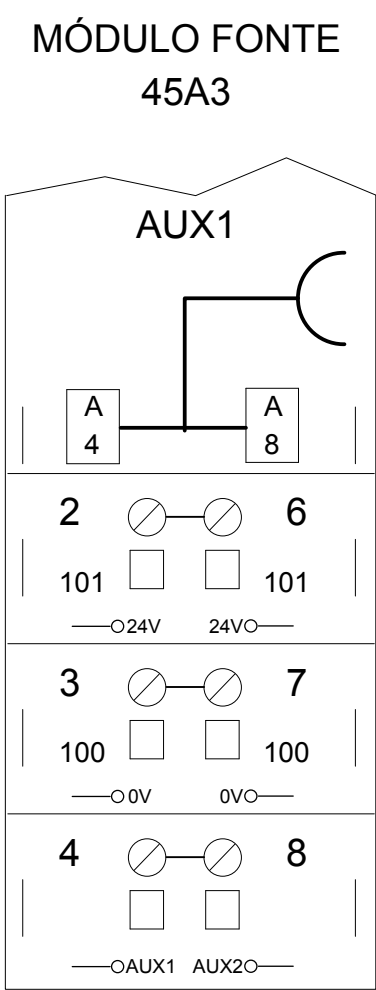 MÓDULO FONTE
45A3
AUX1
A A
4 8
2 6
101 101
24V 24V
3 7
100 100
0V 0V
4 8
AUX1 AUX2